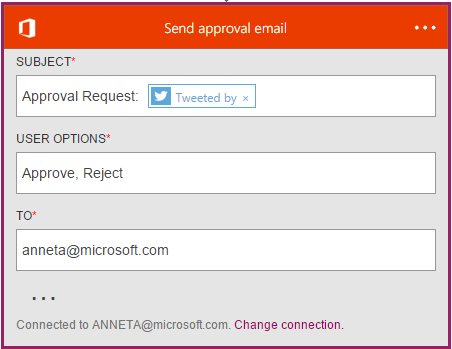 Send approval email ...
SUBJECT*
Approval Request: Tweeted by ×
USER OPTIONS*
Approve, Reject
TO*
anneta@microsoft.com
...
Connected to ANNETA@microsoft.com. Change connection.